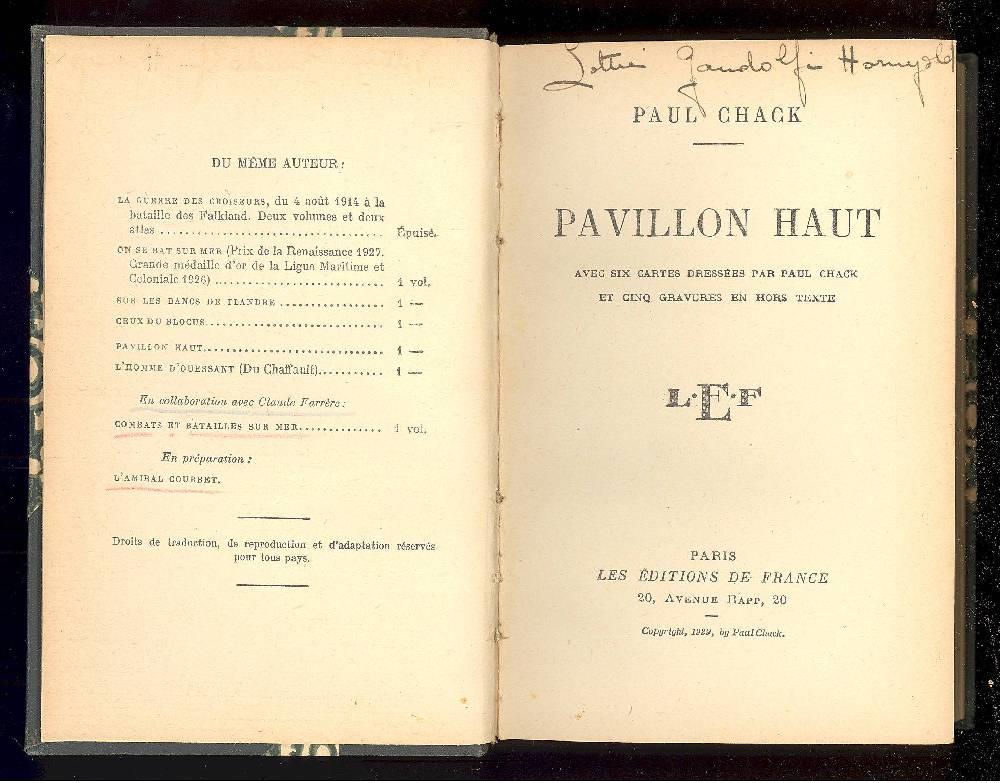 DU MÊME AUTEUR :
LA GUERRE DES CROISEURS, du 4 août 1914 à la
bataille des Falkland. Deux volumes et deux
atlas ........................ Épuisé.
ON SE BAT SUR MER (Prix de la Renaissance 1927.
Grande médaille d'or de la Ligue Maritime et
Coloniale 1926) ........................ 1 vol.
SUR LES BANCS DE FLANDRE ................ 1 —
CEUX DU BLOCUS........................ 1 —
PAVILLON HAUT........................ 1 —
L'HOMME D'OUESSANT (Du Chaffault)........... 1 —
En collaboration avec Claude Farrère :
COMBATS ET BATAILLES SUR MER.............. 1 vol.
En préparation :
L'AMIRAL COURBET.
Droits de traduction, de reproduction et d'adaptation réservés
pour tous pays.
Gandolfi Hornyold
PAUL CHACK
PAVILLON HAUT
AVEC SIX CARTES DRESSÉES PAR PAUL CHACK
ET CINQ GRAVURES EN HORS TEXTE
L·E·F
PARIS
LES ÉDITIONS DE FRANCE
20, AVENUE RAPP, 20
Copyright, 1929, by Paul Chack.